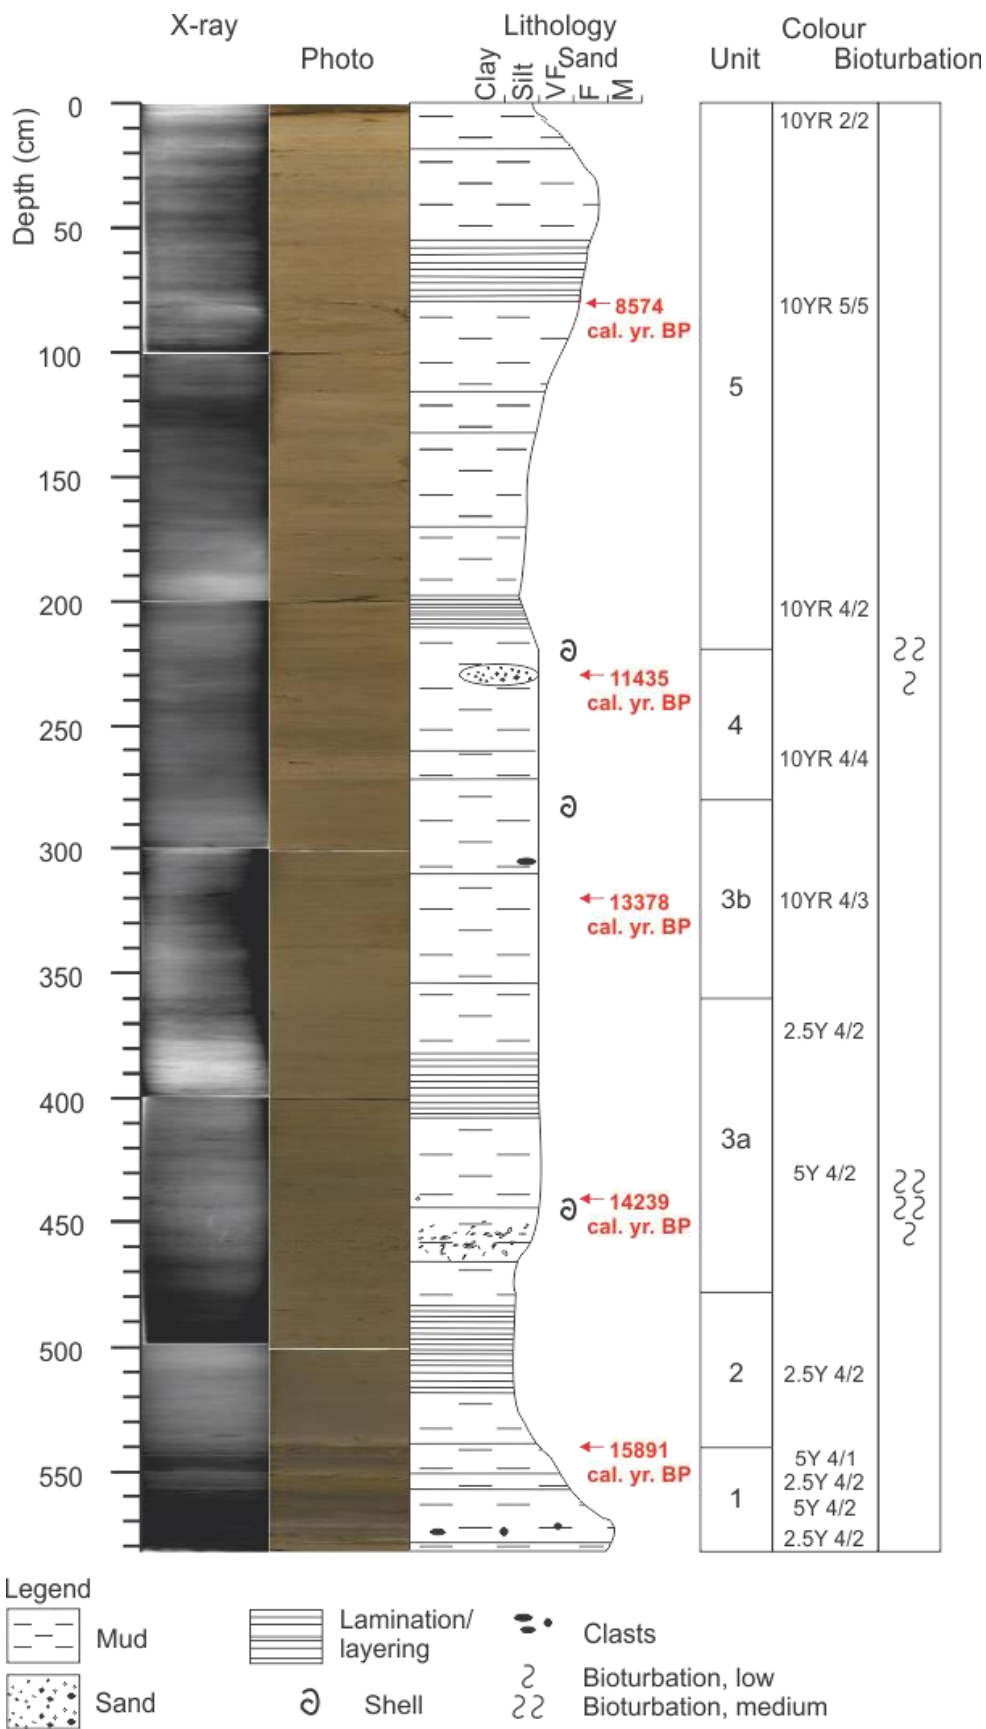 X-ray
Photo
Lithology
Sand
Clay
Silt
VF
F
M
Unit
Colour
Bioturbation
Depth (cm)
0
50
100
150
200
250
300
350
400
450
500
550
8574
cal. yr. BP
11435
cal. yr. BP
13378
cal. yr. BP
14239
cal. yr. BP
15891
cal. yr. BP
5
4
3b
3a
2
1
10YR 2/2
10YR 5/5
10YR 4/2
10YR 4/4
10YR 4/3
2.5Y 4/2
5Y 4/2
2.5Y 4/2
5Y 4/1
2.5Y 4/2
5Y 4/2
2.5Y 4/2
Legend
Mud
Sand
Lamination/
layering
Shell
Clasts
Bioturbation, low
Bioturbation, medium